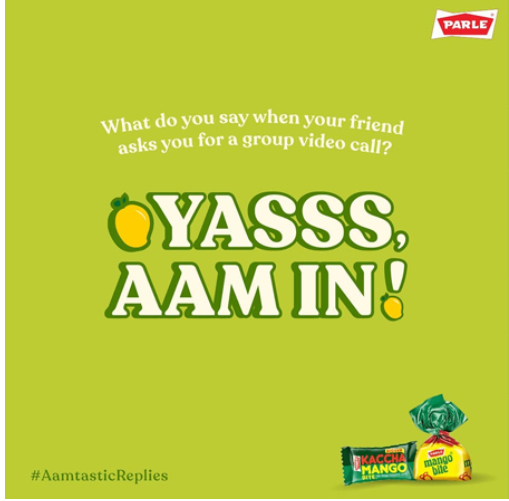 PARLE
What do you say when your friend
asks you for a group video call?
YASSS,
AAM IN!
KACCHA
MANGO
BITE
PARLE
mango
bite
#AamtasticReplies